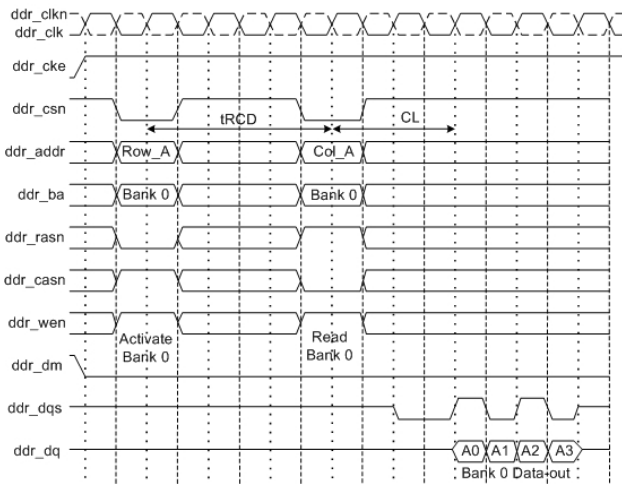 ddr_clkn
ddr_clk
ddr_cke
ddr_csn
tRCD CL
ddr_addr Row_A Col_A
ddr_ba Bank 0 Bank 0
ddr_rasn
ddr_casn
ddr_wen
Activate Bank 0
Read Bank 0
ddr_dm
ddr_dqs
ddr_dq A0 A1 A2 A3
Bank 0 Data-out